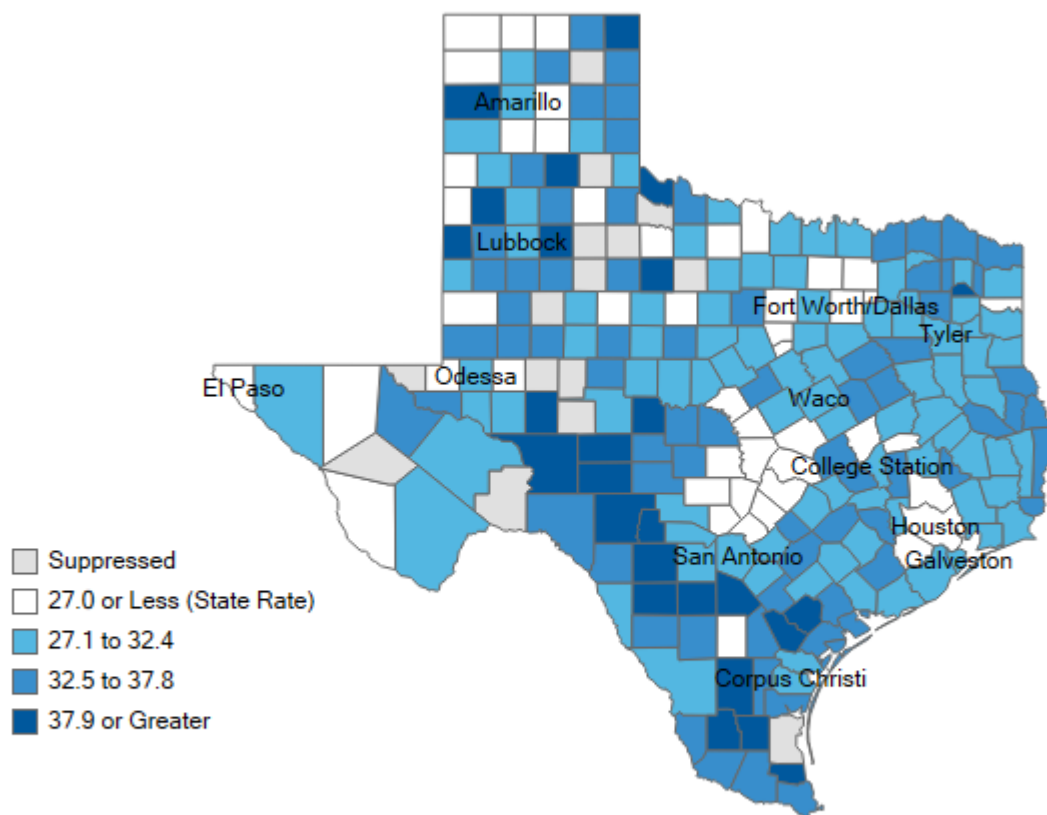 Amarillo
Lubbock
Fort Worth/Dallas
Tyler
El Paso
Odessa
Waco
College Station
Houston
San Antonio
Galveston
Corpus Christi
Suppressed
27.0 or Less (State Rate)
27.1 to 32.4
32.5 to 37.8
37.9 or Greater